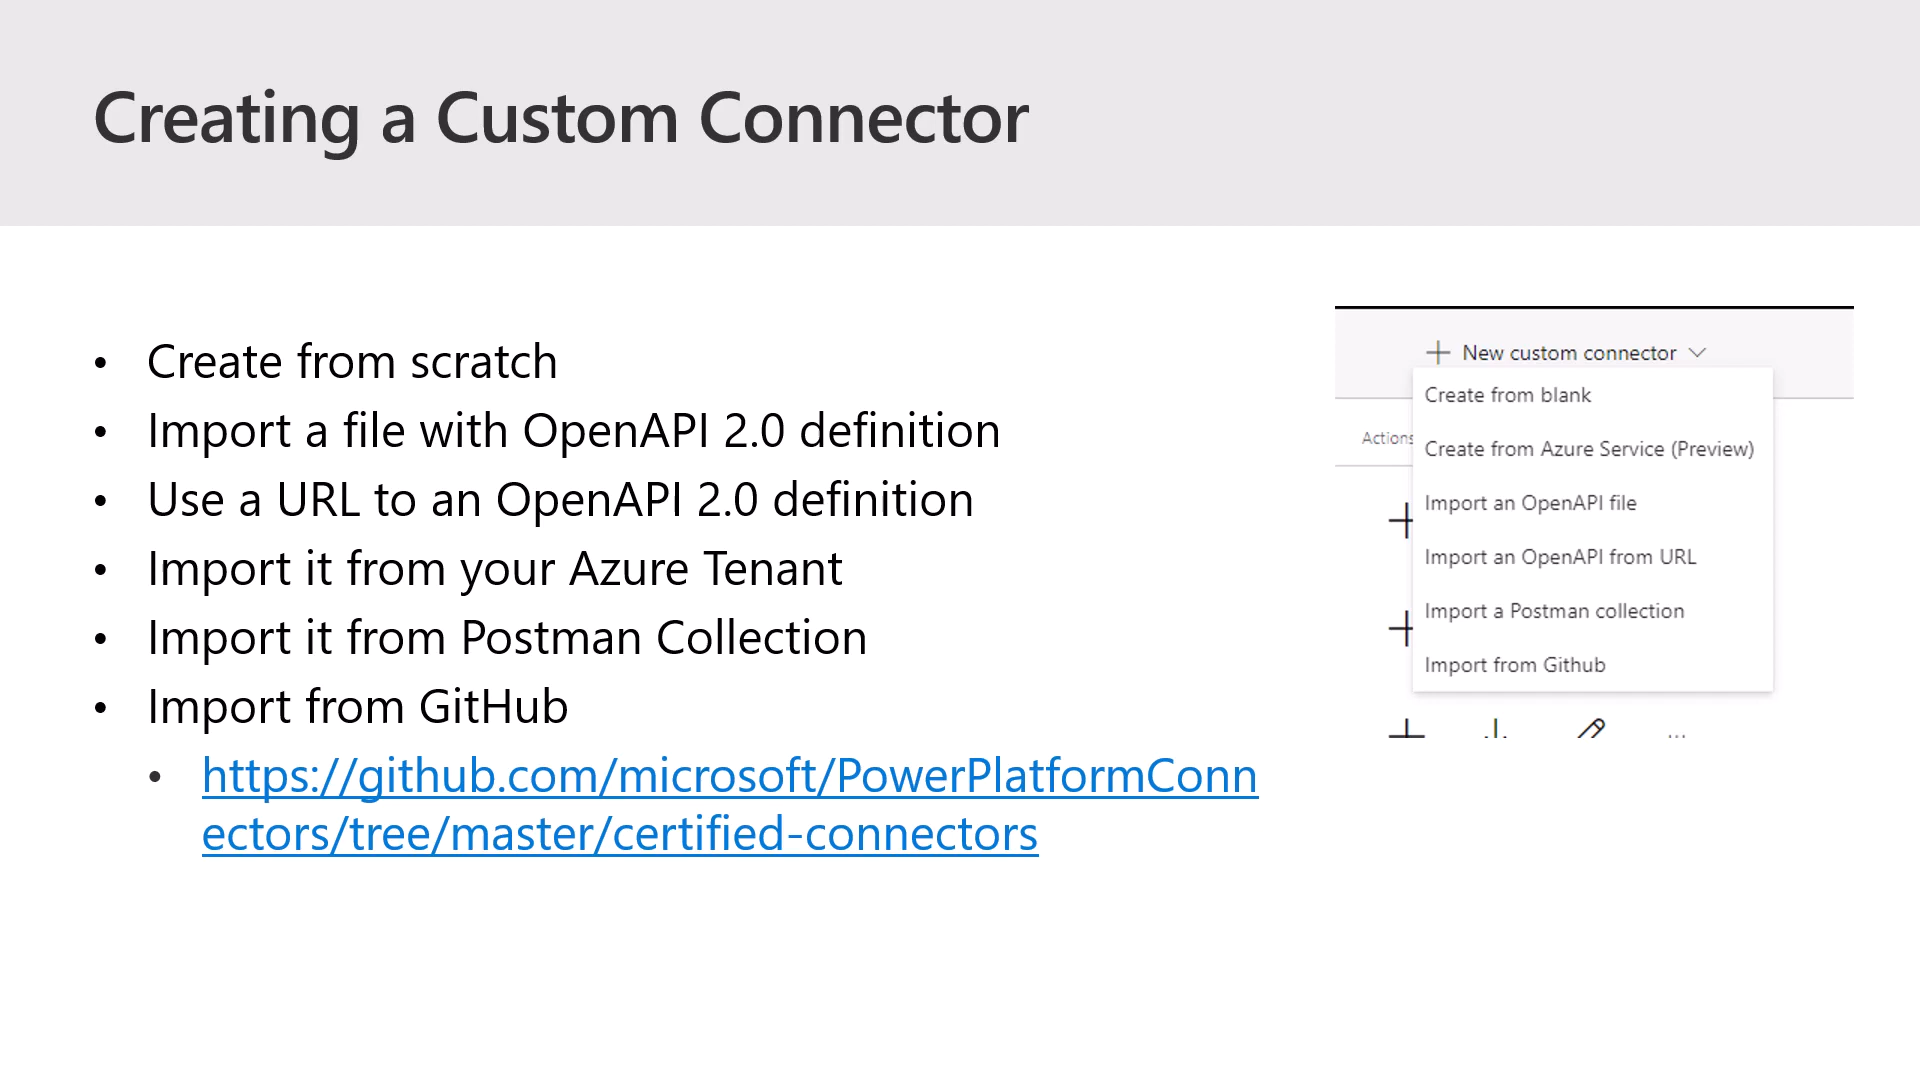 Creating a Custom Connector
• Create from scratch
• Import a file with OpenAPI 2.0 definition
• Use a URL to an OpenAPI 2.0 definition
• Import it from your Azure Tenant
• Import it from Postman Collection
• Import from GitHub
• https://github.com/microsoft/PowerPlatformConn
ectors/tree/master/certified-connectors
New custom connector
Create from blank
Actions
Create from Azure Service (Preview)
Import an OpenAPI file
Import an OpenAPI from URL
Import a Postman collection
Import from Github
...